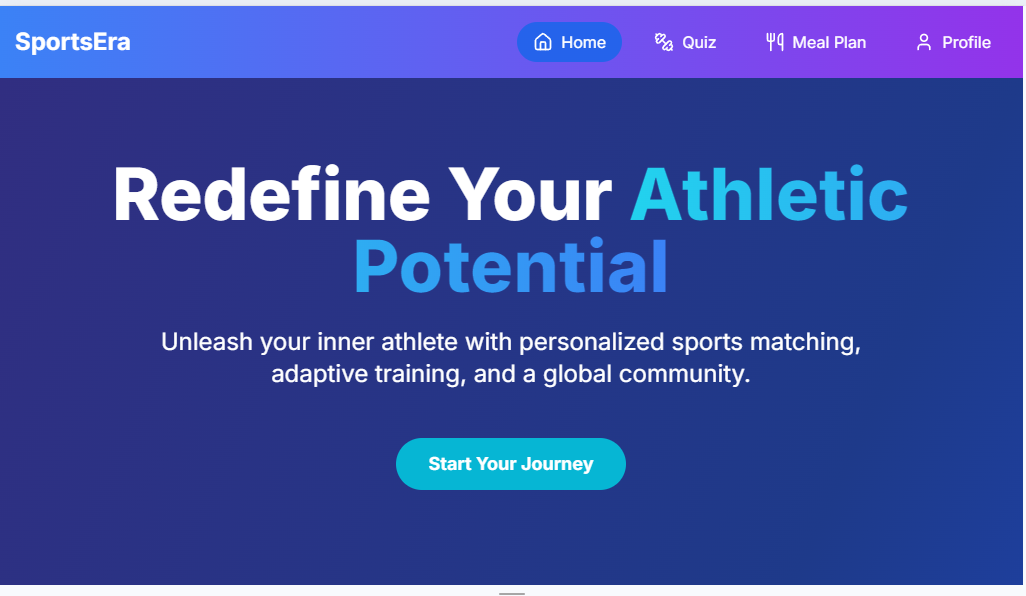 SportsEra
Home
Quiz
Meal Plan
Profile
Redefine Your Athletic
Potential
Unleash your inner athlete with personalized sports matching,
adaptive training, and a global community.
Start Your Journey